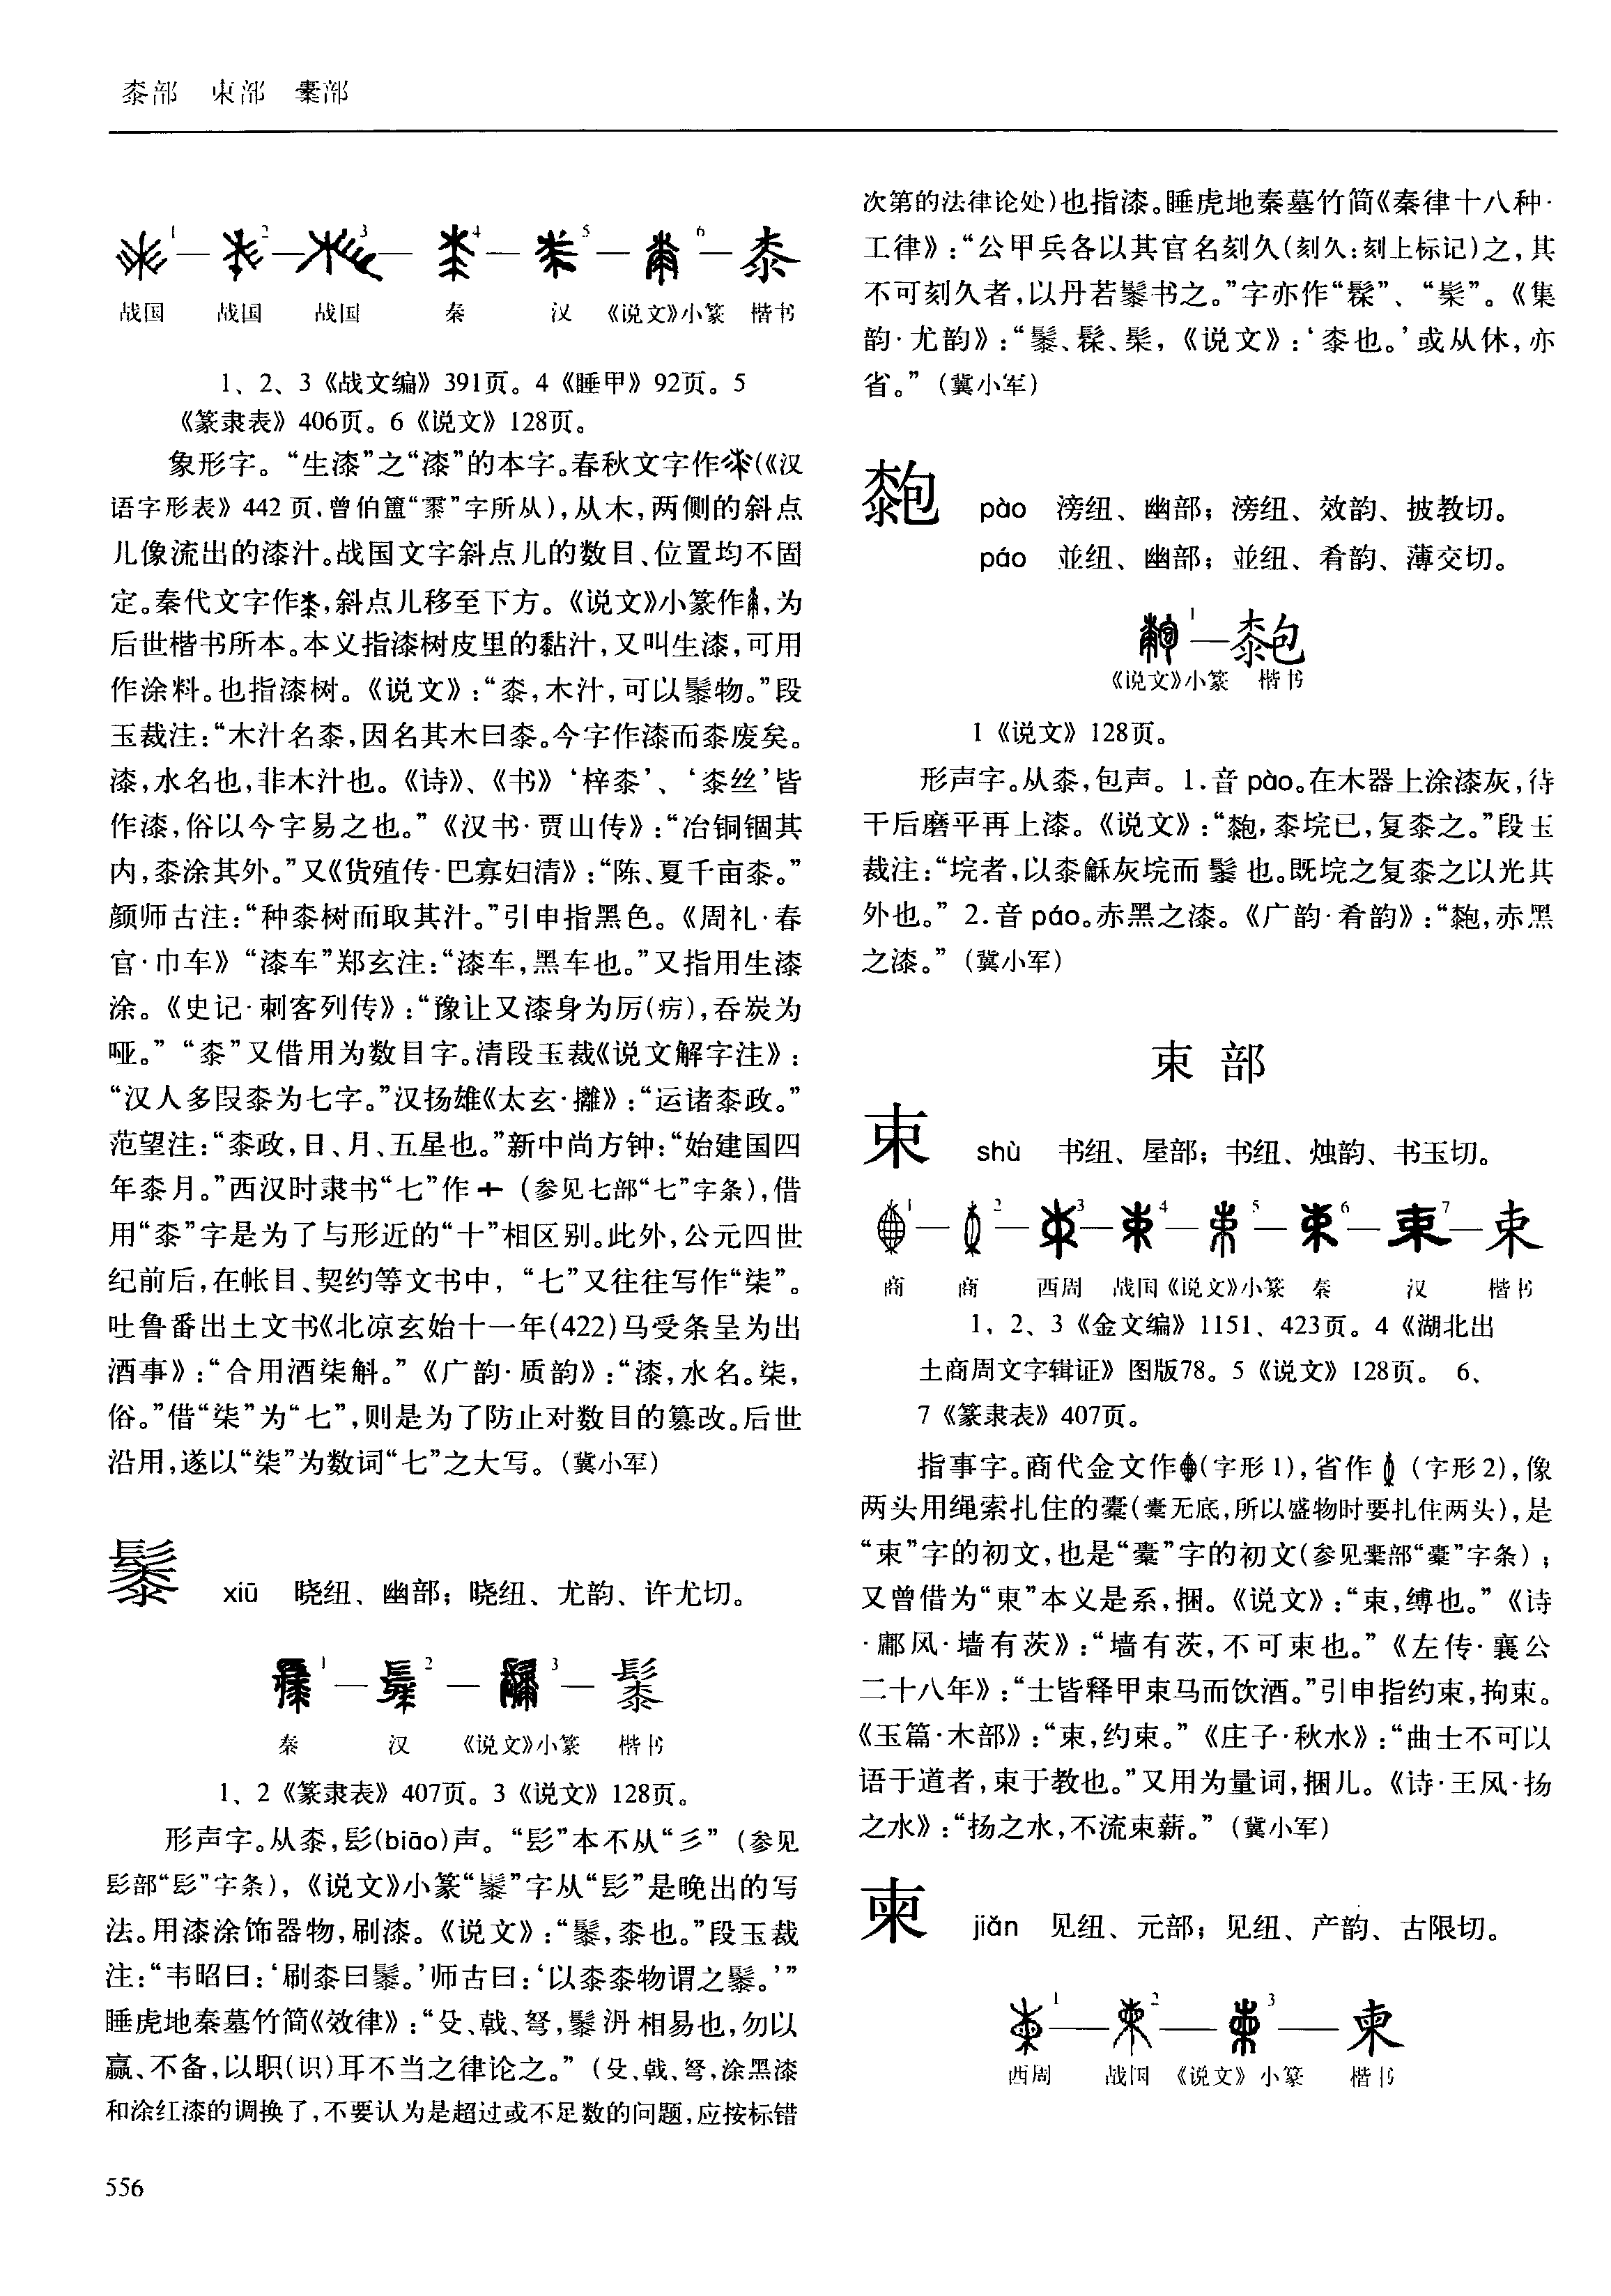 桼部　束部　㯻部
1 — 2 — 3 — 4 — 5 — 6 — 桼
战国　战国　战国　秦　汉　《说文》小篆　楷书
1、2、3《战文编》391页。4《睡甲》92页。5
《篆隶表》406页。6《说文》128页。
象形字。“生漆”之“漆”的本字。春秋文字作(《汉
语字形表》442页,曾伯簠“䵑”字所从),从木,两侧的斜点
儿像流出的漆汁。战国文字斜点儿的数目、位置均不固
定。秦代文字作,斜点儿移至下方。《说文》小篆作,为
后世楷书所本。本义指漆树皮里的黏汁,又叫生漆,可用
作涂料。也指漆树。《说文》:“桼,木汁,可以髹物。”段
玉裁注:“木汁名桼,因名其木曰桼。今字作漆而桼废矣。
漆,水名也,非木汁也。《诗》、《书》‘梓桼’、‘桼丝’皆
作漆,俗以今字易之也。”《汉书·贾山传》:“冶铜锢其
内,桼涂其外。”又《货殖传·巴寡妇清》:“陈、夏千亩桼。”
颜师古注:“种桼树而取其汁。”引申指黑色。《周礼·春
官·巾车》“漆车”郑玄注:“漆车,黑车也。”又指用生漆
涂。《史记·刺客列传》:“豫让又漆身为厉(疠),吞炭为
哑。”“桼”又借用为数目字。清段玉裁《说文解字注》:
“汉人多叚桼为七字。”汉扬雄《太玄·攡》:“运诸桼政。”
范望注:“桼政,日、月、五星也。”新中尚方钟:“始建国四
年桼月。”西汉时隶书“七”作 (参见七部“七”字条),借
用“桼”字是为了与形近的“十”相区别。此外,公元四世
纪前后,在帐目、契约等文书中,“七”又往往写作“柒”。
吐鲁番出土文书《北凉玄始十一年(422)马受条呈为出
酒事》:“合用酒柒斛。”《广韵·质韵》:“漆,水名。柒,
俗。”借“柒”为“七”,则是为了防止对数目的篡改。后世
沿用,遂以“柒”为数词“七”之大写。(冀小军)
䰍　xiū　晓纽、幽部;晓纽、尤韵、许尤切。
1 — 2 — 3 — 䰍
秦　汉　《说文》小篆　楷书
1、2《篆隶表》407页。3《说文》128页。
形声字。从桼,髟(biāo)声。“髟”本不从“彡”(参见
髟部“髟”字条),《说文》小篆“䰍”字从“髟”是晚出的写
法。用漆涂饰器物,刷漆。《说文》:“䰍,桼也。”段玉裁
注:“韦昭曰:‘刷桼曰䰍。’师古曰:‘以桼桼物谓之䰍。’”
睡虎地秦墓竹简《效律》:“殳、戟、弩,䰍 相易也,勿以
赢、不备,以职(识)耳不当之律论之。”(殳、戟、弩,涂黑漆
和涂红漆的调换了,不要认为是超过或不足数的问题,应按标错
次第的法律论处)也指漆。睡虎地秦墓竹简《秦律十八种·
工律》:“公甲兵各以其官名刻久(刻久:刻上标记)之,其
不可刻久者,以丹若䰍书之。”字亦作“髹”、“髤”。《集
韵·尤韵》:“䰍、髹、髤,《说文》:‘桼也。’或从休,亦
省。”(冀小军)
䵌　pào　滂纽、幽部;滂纽、效韵、披教切。
páo　並纽、幽部;並纽、肴韵、薄交切。
1 — 䵌
《说文》小篆　楷书
1《说文》128页。
形声字。从桼,包声。1.音 pào。在木器上涂漆灰,待
干后磨平再上漆。《说文》:“䵌,桼垸已,复桼之。”段玉
裁注:“垸者,以桼龢灰垸而䰍也。既垸之复桼之以光其
外也。”2.音 páo。赤黑之漆。《广韵·肴韵》:“䵌,赤黑
之漆。”(冀小军)
束部
束　shù　书纽、屋部;书纽、烛韵、书玉切。
1 — 2 — 3 — 4 — 5 — 6 — 7 — 束
商　商　西周　战国《说文》小篆　秦　汉　楷书
1,2、3《金文编》1151、423页。4《湖北出
土商周文字辑证》图版78。5《说文》128页。 6、
7《篆隶表》407页。
指事字。商代金文作(字形1),省作 (字形2),像
两头用绳索扎住的橐(橐无底,所以盛物时要扎住两头),是
“束”字的初文,也是“橐”字的初文(参见㯻部“橐”字条);
又曾借为“東”本义是系,捆。《说文》:“束,缚也。”《诗
·鄘风·墙有茨》:“墙有茨,不可束也。”《左传·襄公
二十八年》:“士皆释甲束马而饮酒。”引申指约束,拘束。
《玉篇·木部》:“束,约束。”《庄子·秋水》:“曲士不可以
语于道者,束于教也。”又用为量词,捆儿。《诗·王风·扬
之水》:“扬之水,不流束薪。”(冀小军)
柬　jiǎn　见纽、元部;见纽、产韵、古限切。
1 — 2 — 3 — 柬
西周　战国　《说文》小篆　楷书
556